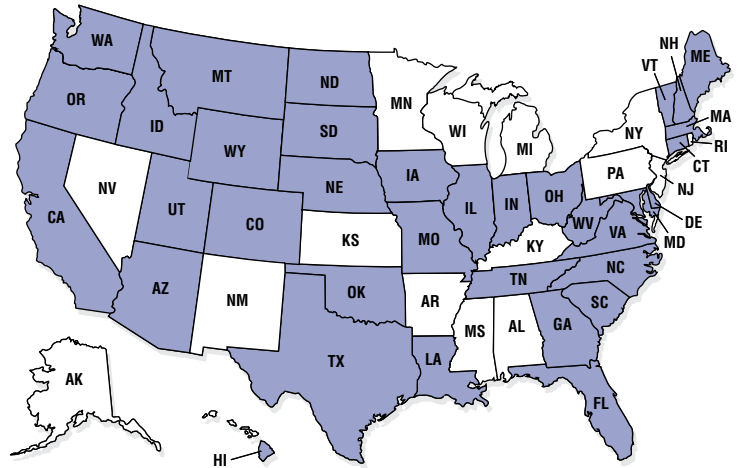 WA
MT
ND
MN
VT
NH
ME
OR
ID
SD
WI
MI
NY
MA
RI
WY
CT
NV
NE
IA
PA
NJ
CA
UT
CO
IL
IN
OH
DE
KS
MO
KY
WV
VA
MD
AZ
NM
OK
AR
TN
NC
SC
MS
AL
GA
TX
LA
AK
FL
HI